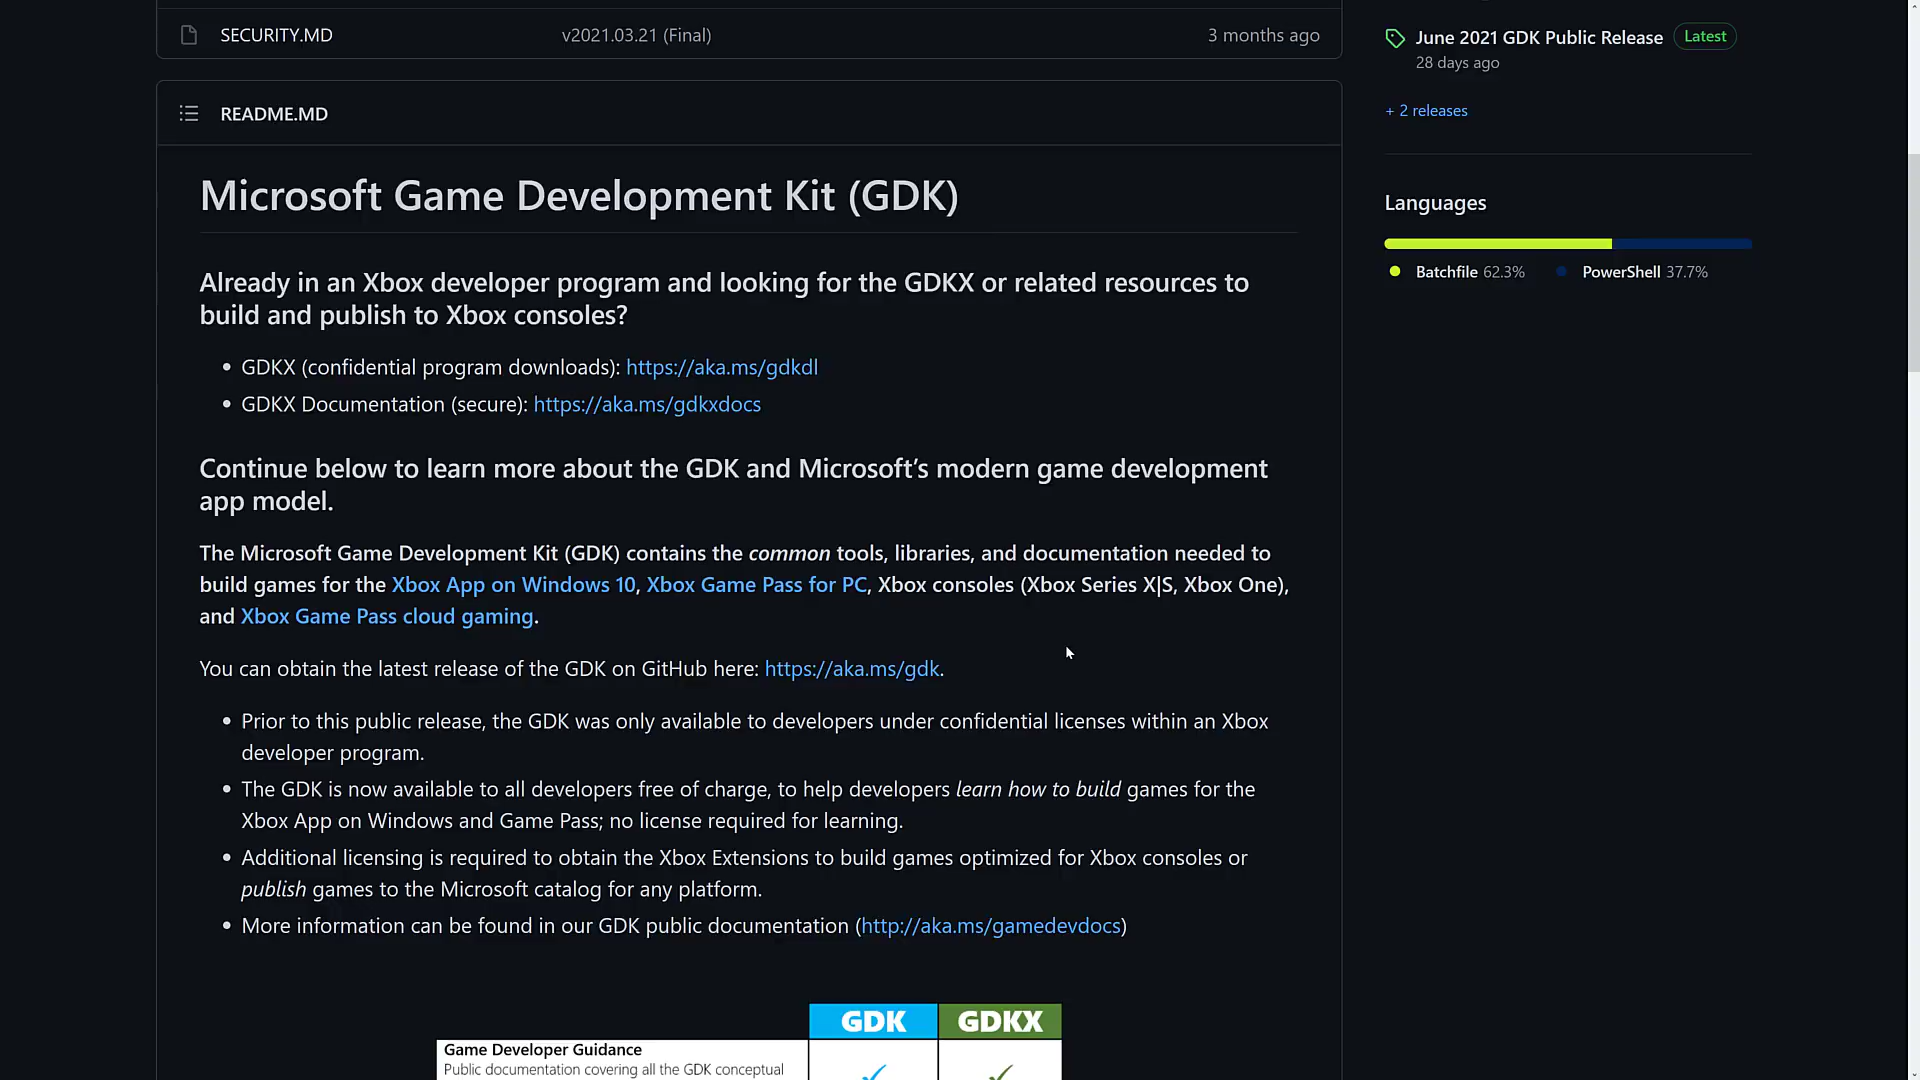 SECURITY.MD v2021.03.21 (Final) 3 months ago
README.MD
Microsoft Game Development Kit (GDK)
Already in an Xbox developer program and looking for the GDKX or related resources to
build and publish to Xbox consoles?
• GDKX (confidential program downloads): https://aka.ms/gdkdl
• GDKX Documentation (secure): https://aka.ms/gdkxdocs
Continue below to learn more about the GDK and Microsoft’s modern game development
app model.
The Microsoft Game Development Kit (GDK) contains the common tools, libraries, and documentation needed to
build games for the Xbox App on Windows 10, Xbox Game Pass for PC, Xbox consoles (Xbox Series X|S, Xbox One),
and Xbox Game Pass cloud gaming.
You can obtain the latest release of the GDK on GitHub here: https://aka.ms/gdk.
• Prior to this public release, the GDK was only available to developers under confidential licenses within an Xbox
developer program.
• The GDK is now available to all developers free of charge, to help developers learn how to build games for the
Xbox App on Windows and Game Pass; no license required for learning.
• Additional licensing is required to obtain the Xbox Extensions to build games optimized for Xbox consoles or
publish games to the Microsoft catalog for any platform.
• More information can be found in our GDK public documentation (http://aka.ms/gamedevdocs)
GDK GDKX
Game Developer Guidance
Public documentation covering all the GDK conceptual
June 2021 GDK Public Release Latest
28 days ago
+ 2 releases
Languages
Batchfile 62.3% PowerShell 37.7%